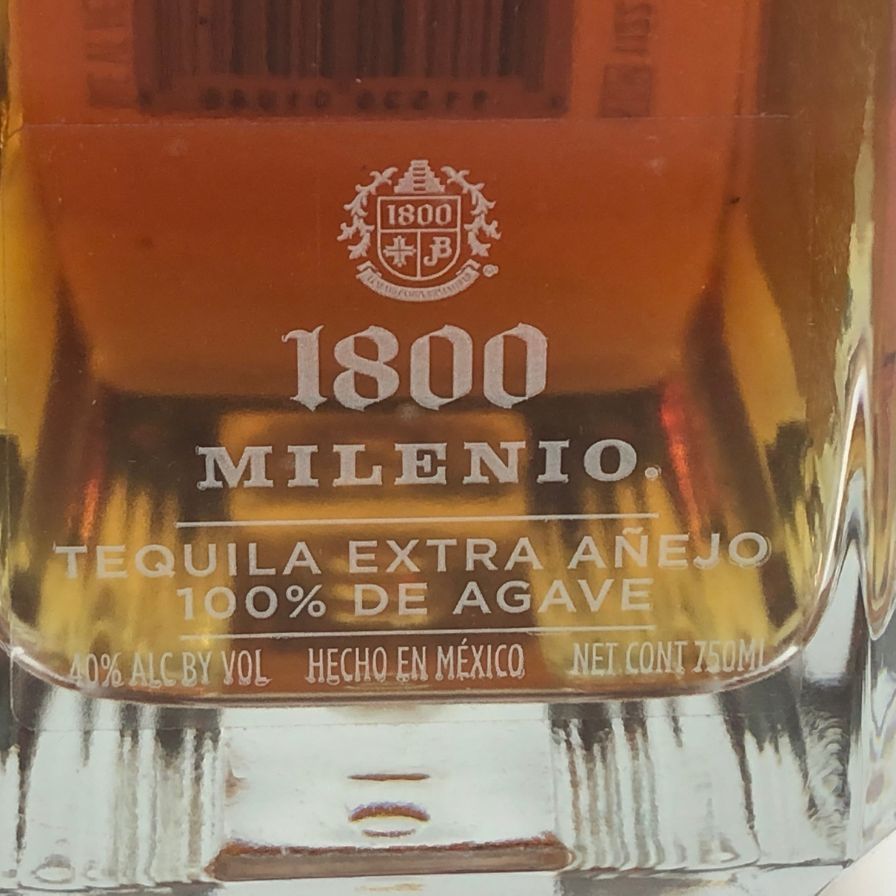 1800
JB
1800
MILENIO.
TEQUILA EXTRA AÑEJO
100% DE AGAVE
40% ALC BY VOL HECHO EN MÉXICO NET CONT 750ML